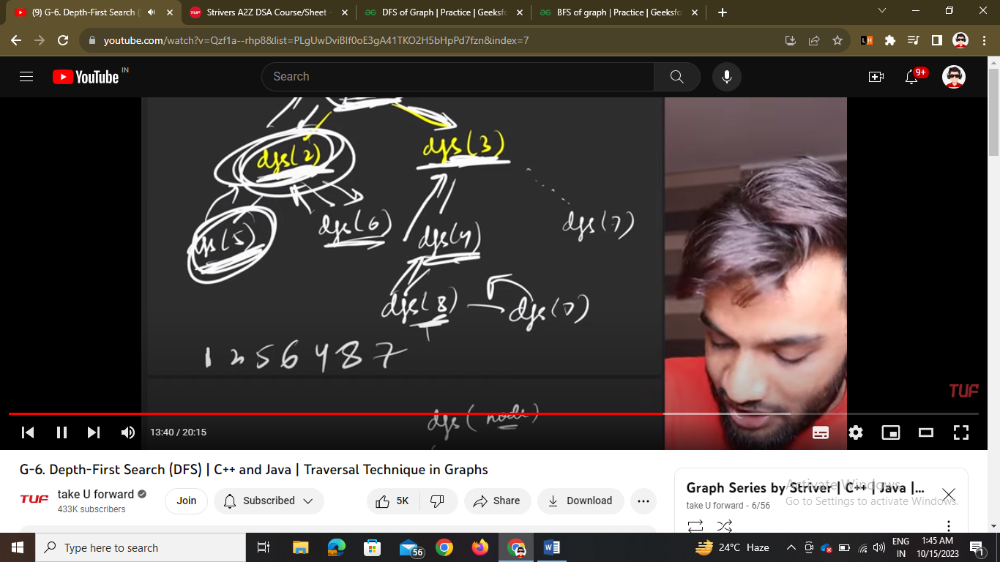 (9) G-6. Depth-First Search (
Strivers A2Z DSA Course/Sheet -
DFS of Graph | Practice | Geeksfo
BFS of graph | Practice | Geeksfo
youtube.com/watch?v=Qzf1a--rhp8&list=PLgUwDviBIf0oE3gA41TKO2H5bHpPd7fzn&index=7
YouTube IN
Search
9+
dfs(2)
dfs(3)
dfs(5)
dfs(6)
dfs(4)
dfs(7)
dfs(8)
dfs(7)
1 2 5 6 4 8 7
TUF
dfs(node)
13:40 / 20:15
G-6. Depth-First Search (DFS) | C++ and Java | Traversal Technique in Graphs
TUF
take U forward
433K subscribers
Join
Subscribed
5K
Share
Download
Graph Series by Striver | C++ | Java |...
take U forward - 6/56
Activate Windows
Go to Settings to activate Windows.
Type here to search
56
24°C Haze
ENG
IN
1:45 AM
10/15/2023
1